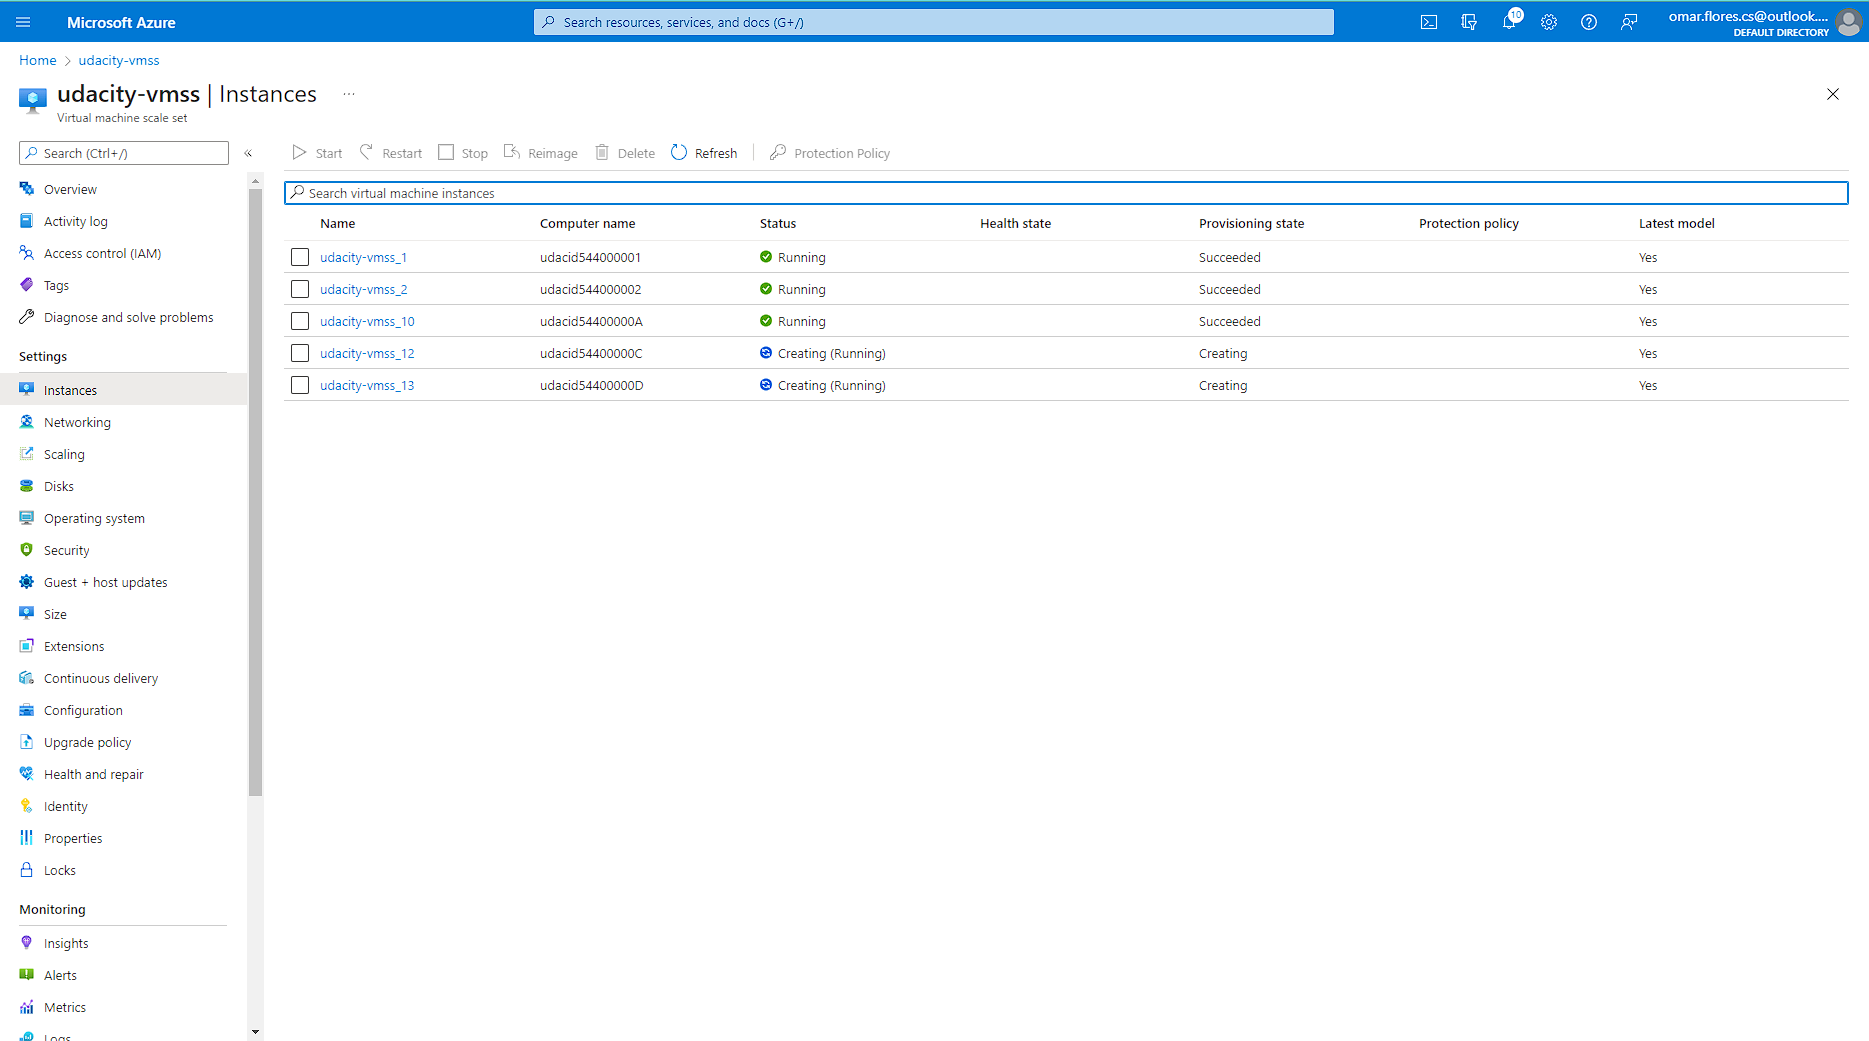 Microsoft Azure
Search resources, services, and docs (G+/)
10
omar.flores.cs@outlook....
DEFAULT DIRECTORY
Home > udacity-vmss
udacity-vmss | Instances ...
Virtual machine scale set
Search (Ctrl+/) «
Start Restart Stop Reimage Delete Refresh Protection Policy
Search virtual machine instances
Name Computer name Status Health state Provisioning state Protection policy Latest model
udacity-vmss_1 udacid544000001 Running Succeeded Yes
udacity-vmss_2 udacid544000002 Running Succeeded Yes
udacity-vmss_10 udacid54400000A Running Succeeded Yes
udacity-vmss_12 udacid54400000C Creating (Running) Creating Yes
udacity-vmss_13 udacid54400000D Creating (Running) Creating Yes
Overview
Activity log
Access control (IAM)
Tags
Diagnose and solve problems
Settings
Instances
Networking
Scaling
Disks
Operating system
Security
Guest + host updates
Size
Extensions
Continuous delivery
Configuration
Upgrade policy
Health and repair
Identity
Properties
Locks
Monitoring
Insights
Alerts
Metrics
Logs